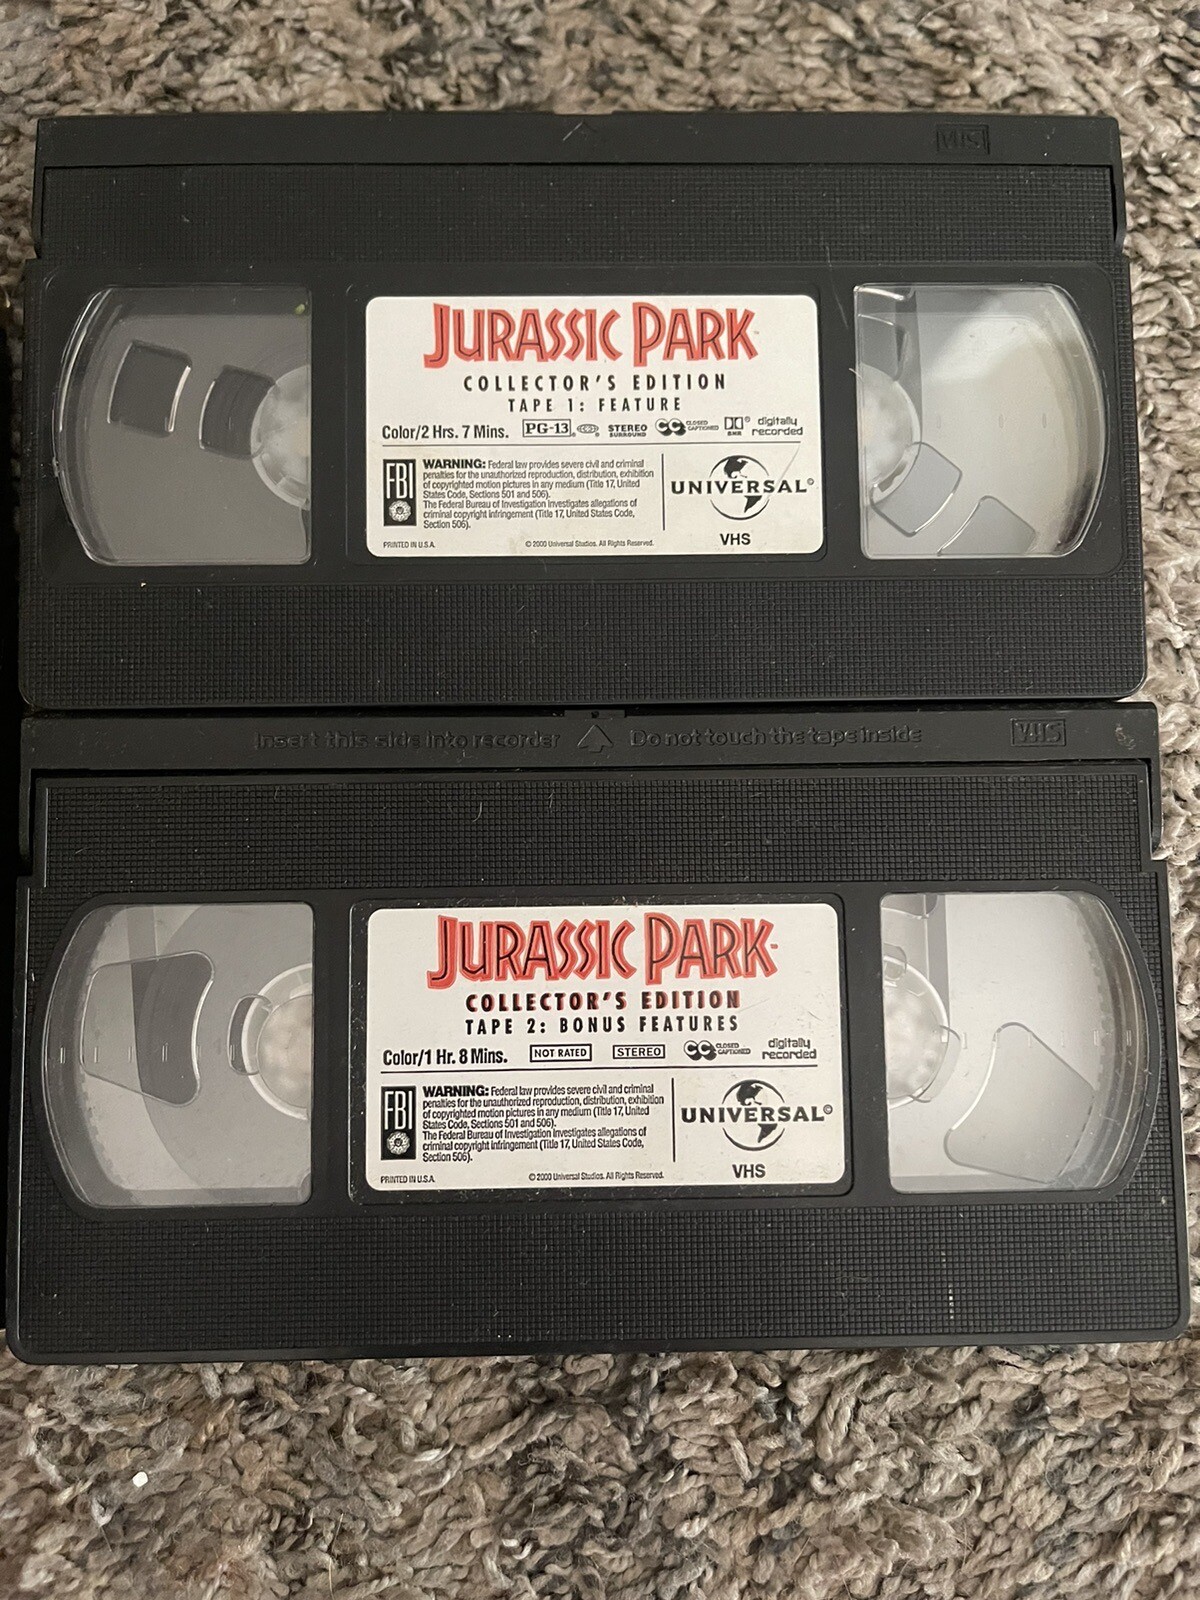 VHS
JURASSIC PARK™
COLLECTOR'S EDITION
TAPE 1: FEATURE
Color/2 Hrs. 7 Mins. PG-13® STEREO SURROUND CC CLOSED CAPTIONED ® digitally recorded
FBI
WARNING: Federal law provides severe civil and criminal
penalties for the unauthorized reproduction, distribution, exhibition
of copyrighted motion pictures in any medium (Title 17, United
States Code, Sections 501 and 506).
The Federal Bureau of Investigation investigates allegations of
criminal copyright infringement (Title 17, United States Code,
Section 506).
UNIVERSAL©
VHS
PRINTED IN U.S.A. © 2000 Universal Studios. All Rights Reserved.
Insert this side into recorder Do not touch the tape inside VHS
JURASSIC PARK™
COLLECTOR'S EDITION
TAPE 2: BONUS FEATURES
Color/1 Hr. 8 Mins. NOT RATED STEREO CC CLOSED CAPTIONED digitally recorded
FBI
WARNING: Federal law provides severe civil and criminal
penalties for the unauthorized reproduction, distribution, exhibition
of copyrighted motion pictures in any medium (Title 17, United
States Code, Sections 501 and 506).
The Federal Bureau of Investigation investigates allegations of
criminal copyright infringement (Title 17, United States Code,
Section 506).
UNIVERSAL©
VHS
PRINTED IN U.S.A. © 2000 Universal Studios. All Rights Reserved.